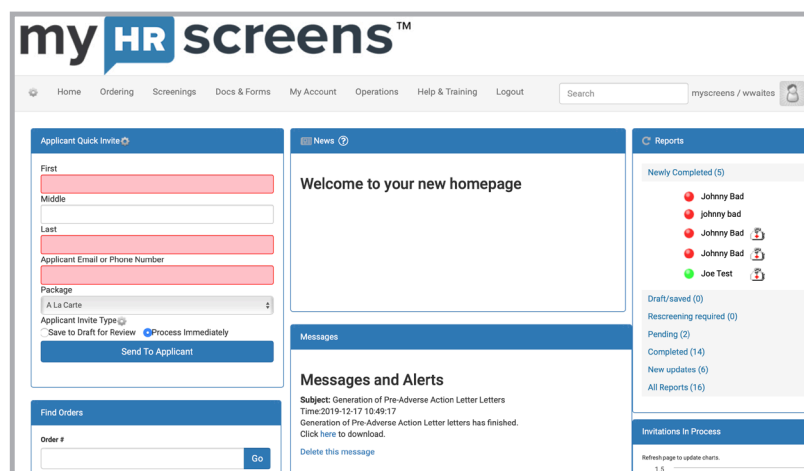 my HR screens™
Home Ordering Screenings Docs & Forms My Account Operations Help & Training Logout Search myscreens / wwaites
Applicant Quick Invite
First
Middle
Last
Applicant Email or Phone Number
Package
A La Carte
Applicant Invite Type
Save to Draft for Review Process Immediately
Send To Applicant
Find Orders
Order #
Go
News ?
Welcome to your new homepage
Messages
Messages and Alerts
Subject: Generation of Pre-Adverse Action Letter Letters
Time:2019-12-17 10:49:17
Generation of Pre-Adverse Action Letter letters has finished.
Click here to download.
Delete this message
Reports
Newly Completed (5)
Johnny Bad
johnny bad
Johnny Bad
Johnny Bad
Joe Test
Draft/saved (0)
Rescreening required (0)
Pending (2)
Completed (14)
New updates (6)
All Reports (16)
Invitations In Process
Refresh page to update charts.
1.5